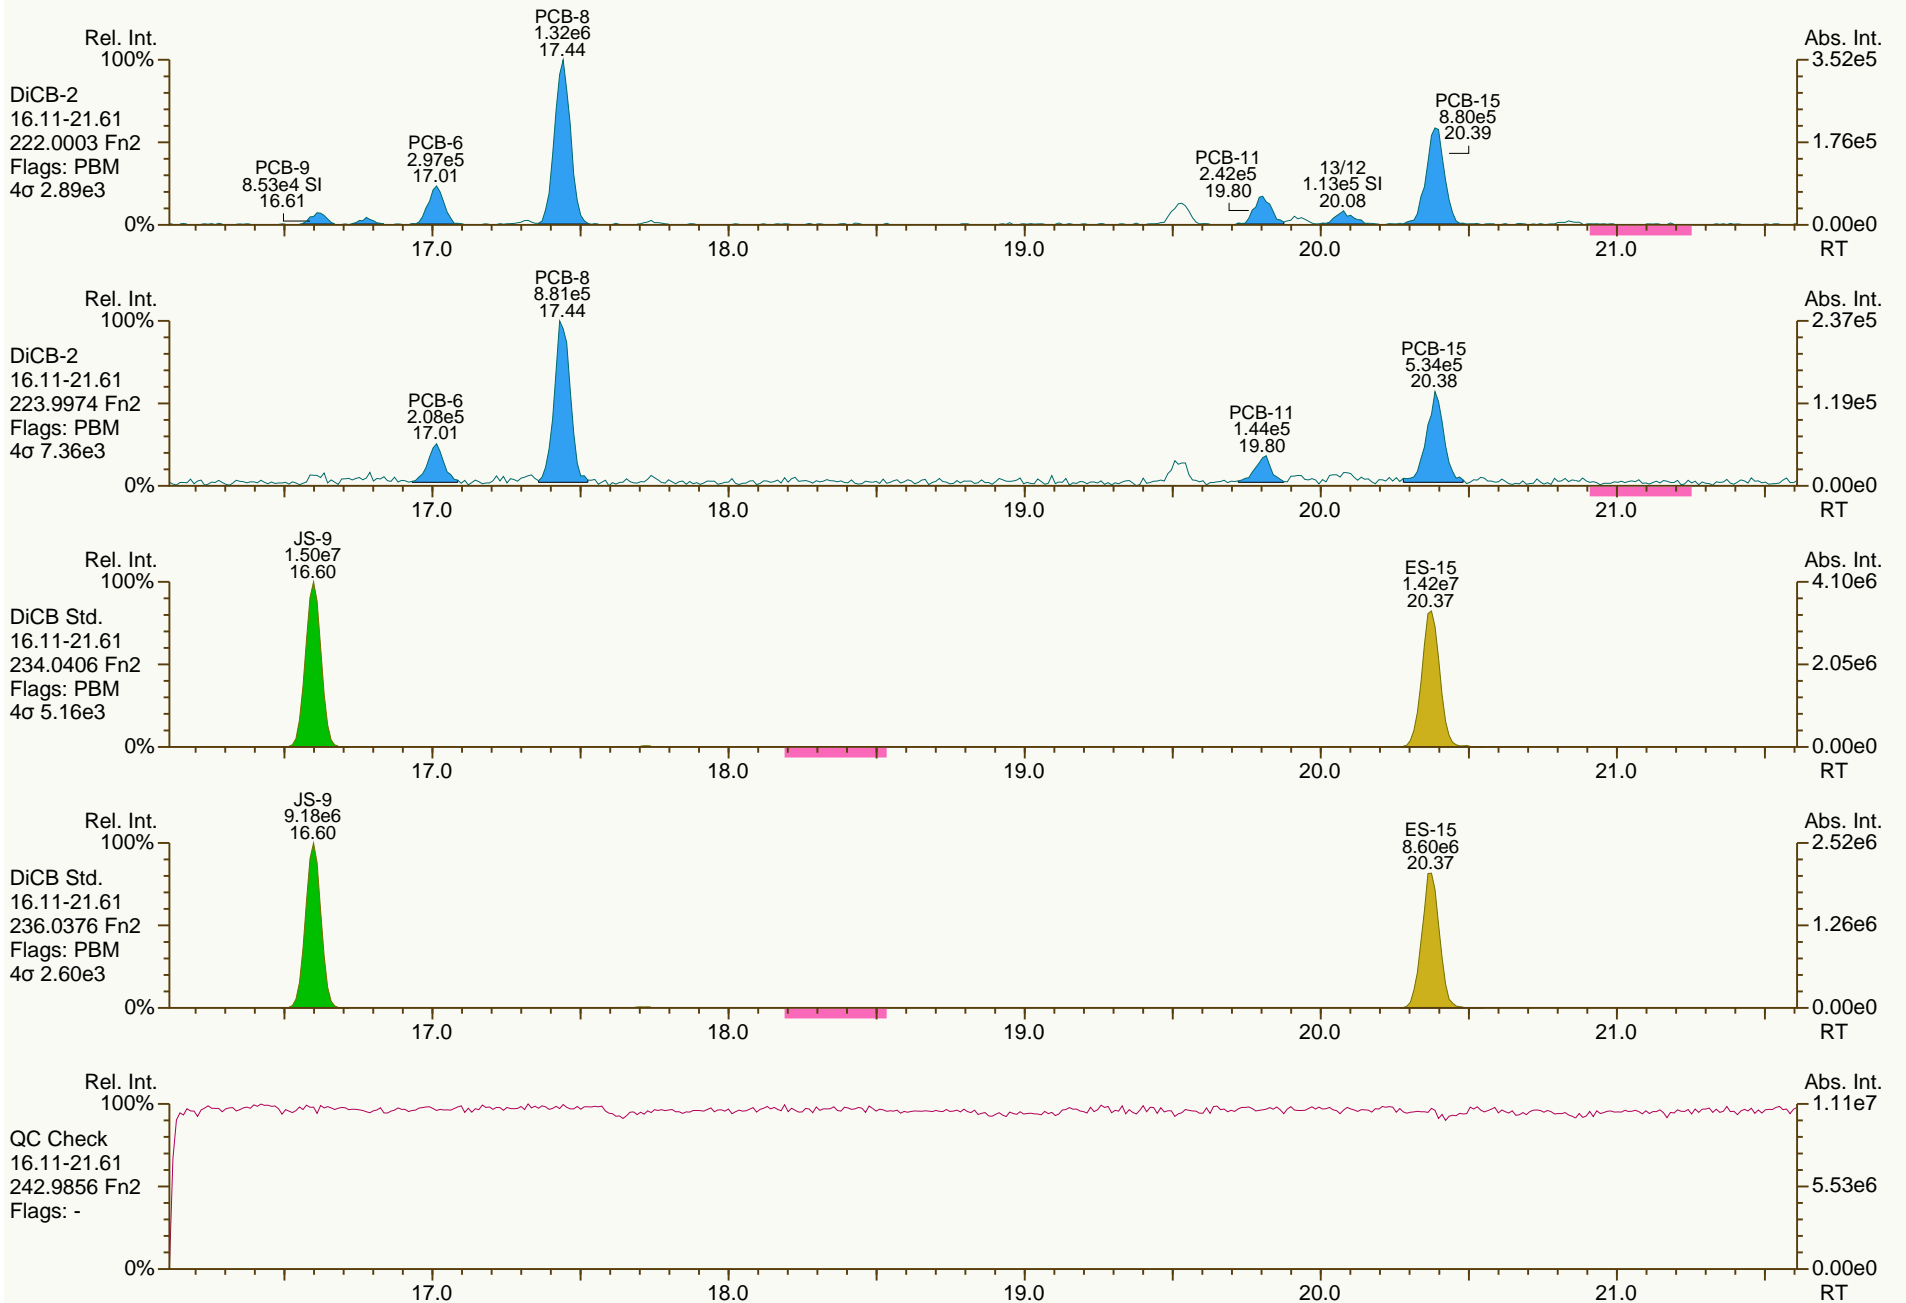 Rel. Int.
100%
0%
DiCB-2
16.11-21.61
222.0003 Fn2
Flags: PBM
4σ 2.89e3
PCB-9
8.53e4 SI
16.61
PCB-6
2.97e5
17.01
PCB-8
1.32e6
17.44
PCB-11
2.42e5
19.80
13/12
1.13e5 SI
20.08
PCB-15
8.80e5
20.39
Abs. Int.
3.52e5
1.76e5
0.00e0
17.0 18.0 19.0 20.0 21.0 RT
Rel. Int.
100%
0%
DiCB-2
16.11-21.61
223.9974 Fn2
Flags: PBM
4σ 7.36e3
PCB-6
2.08e5
17.01
PCB-8
8.81e5
17.44
PCB-11
1.44e5
19.80
PCB-15
5.34e5
20.38
Abs. Int.
2.37e5
1.19e5
0.00e0
17.0 18.0 19.0 20.0 21.0 RT
Rel. Int.
100%
0%
DiCB Std.
16.11-21.61
234.0406 Fn2
Flags: PBM
4σ 5.16e3
JS-9
1.50e7
16.60
ES-15
1.42e7
20.37
Abs. Int.
4.10e6
2.05e6
0.00e0
17.0 18.0 19.0 20.0 21.0 RT
Rel. Int.
100%
0%
DiCB Std.
16.11-21.61
236.0376 Fn2
Flags: PBM
4σ 2.60e3
JS-9
9.18e6
16.60
ES-15
8.60e6
20.37
Abs. Int.
2.52e6
1.26e6
0.00e0
17.0 18.0 19.0 20.0 21.0 RT
Rel. Int.
100%
0%
QC Check
16.11-21.61
242.9856 Fn2
Flags: -
Abs. Int.
1.11e7
5.53e6
0.00e0
17.0 18.0 19.0 20.0 21.0 RT